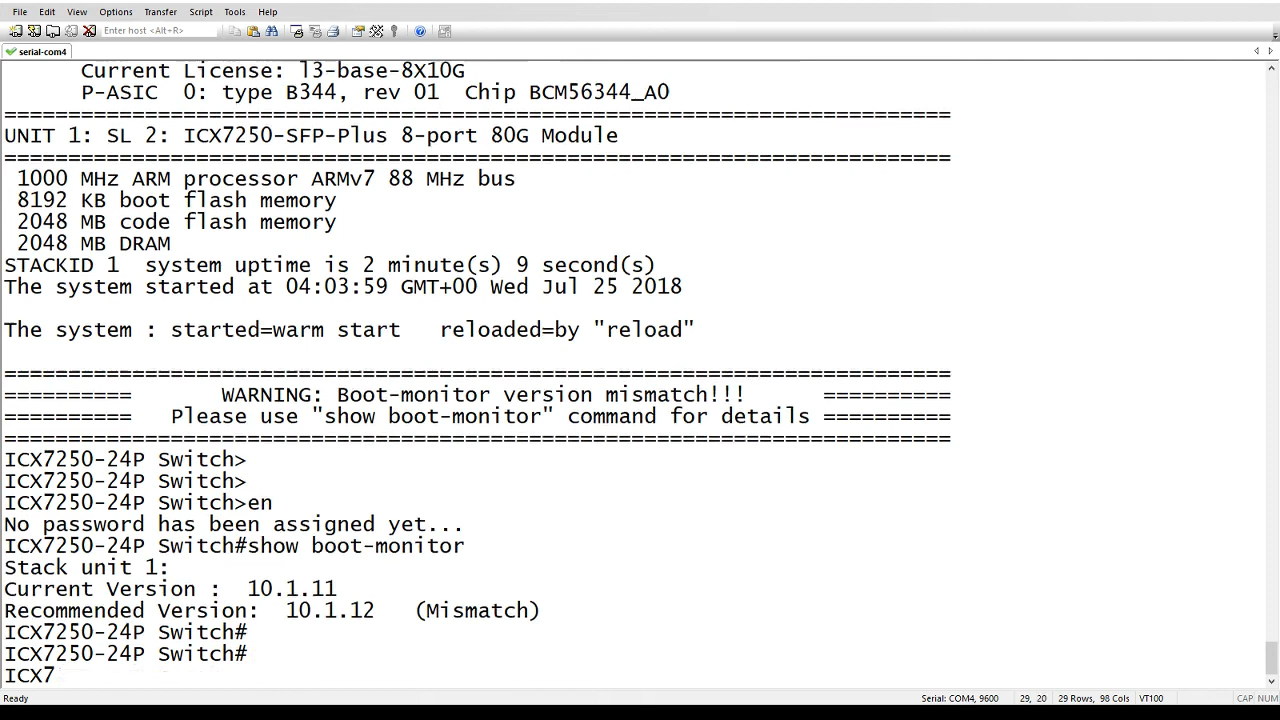 File Edit View Options Transfer Script Tools Help
Enter host <Alt+R>
serial-com4
Current License: l3-base-8X10G
P-ASIC 0: type B344, rev 01 Chip BCM56344_A0
==========================================================================
UNIT 1: SL 2: ICX7250-SFP-Plus 8-port 80G Module
==========================================================================
1000 MHz ARM processor ARMv7 88 MHz bus
8192 KB boot flash memory
2048 MB code flash memory
2048 MB DRAM
STACKID 1 system uptime is 2 minute(s) 9 second(s)
The system started at 04:03:59 GMT+00 Wed Jul 25 2018
The system : started=warm start reloaded=by "reload"
==========================================================================
========== WARNING: Boot-monitor version mismatch!!! ==========
========== Please use "show boot-monitor" command for details ==========
==========================================================================
ICX7250-24P Switch>
ICX7250-24P Switch>
ICX7250-24P Switch>en
No password has been assigned yet...
ICX7250-24P Switch#show boot-monitor
Stack unit 1:
Current Version : 10.1.11
Recommended Version: 10.1.12 (Mismatch)
ICX7250-24P Switch#
ICX7250-24P Switch#
ICX7
Ready Serial: COM4, 9600 29, 20 29 Rows, 98 Cols VT100 CAP NUM